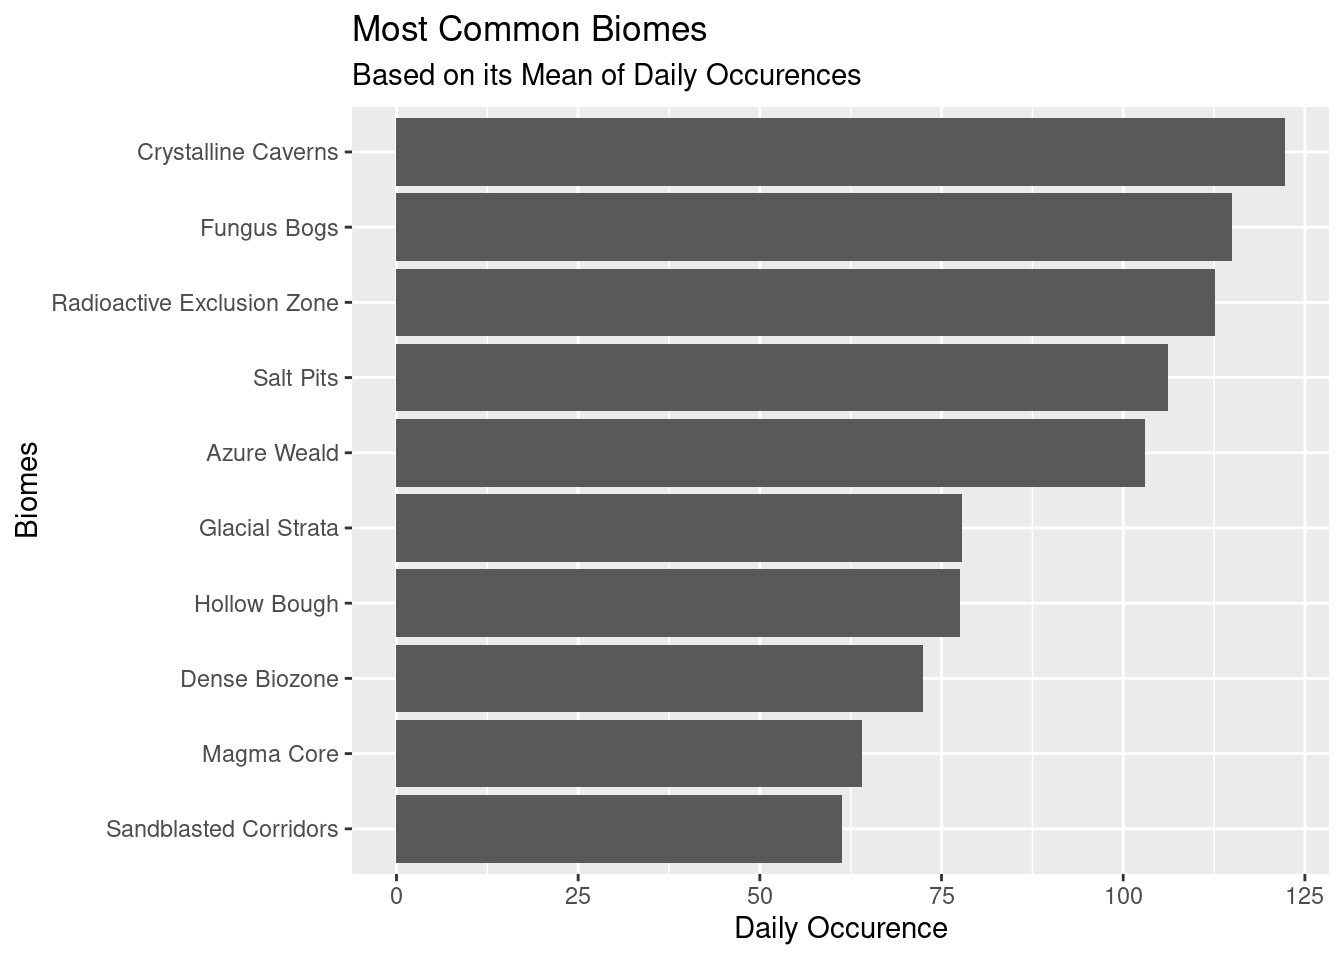 Most Common Biomes
Based on its Mean of Daily Occurences
Crystalline Caverns
Fungus Bogs
Radioactive Exclusion Zone
Salt Pits
Azure Weald
Glacial Strata
Hollow Bough
Dense Biozone
Magma Core
Sandblasted Corridors
Biomes
0 25 50 75 100 125
Daily Occurence